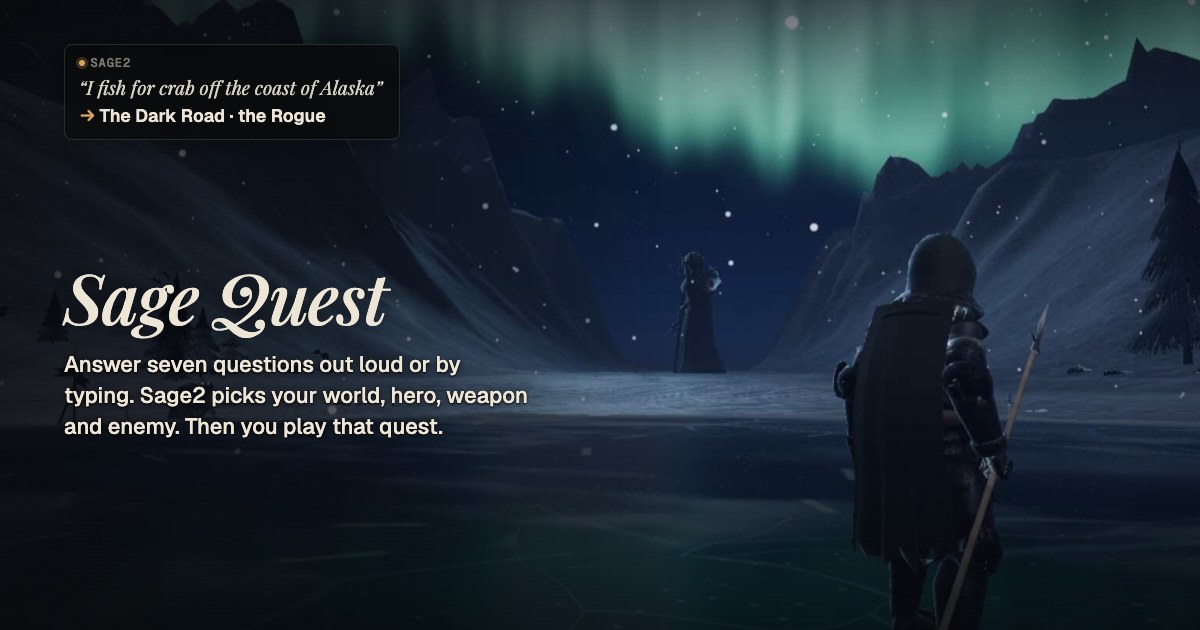 SAGE2
“I fish for crab off the coast of Alaska”
→ The Dark Road · the Rogue
Sage Quest
Answer seven questions out loud or by
typing. Sage2 picks your world, hero, weapon
and enemy. Then you play that quest.